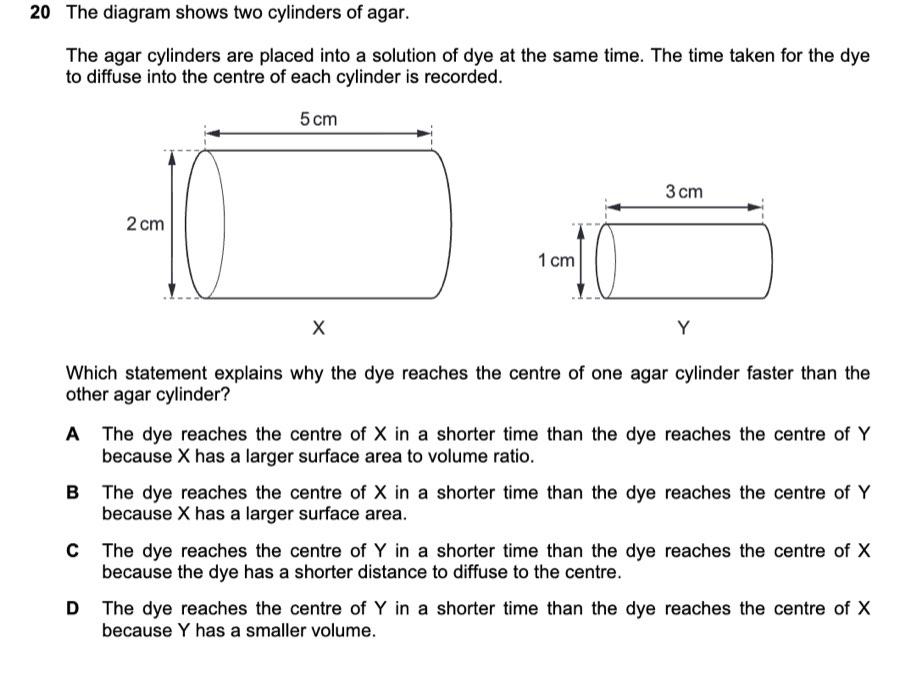 20 The diagram shows two cylinders of agar.
The agar cylinders are placed into a solution of dye at the same time. The time taken for the dye
to diffuse into the centre of each cylinder is recorded.
5 cm
3 cm
2 cm
1 cm
X
Y
Which statement explains why the dye reaches the centre of one agar cylinder faster than the
other agar cylinder?
A The dye reaches the centre of X in a shorter time than the dye reaches the centre of Y
because X has a larger surface area to volume ratio.
B The dye reaches the centre of X in a shorter time than the dye reaches the centre of Y
because X has a larger surface area.
C The dye reaches the centre of Y in a shorter time than the dye reaches the centre of X
because the dye has a shorter distance to diffuse to the centre.
D The dye reaches the centre of Y in a shorter time than the dye reaches the centre of X
because Y has a smaller volume.